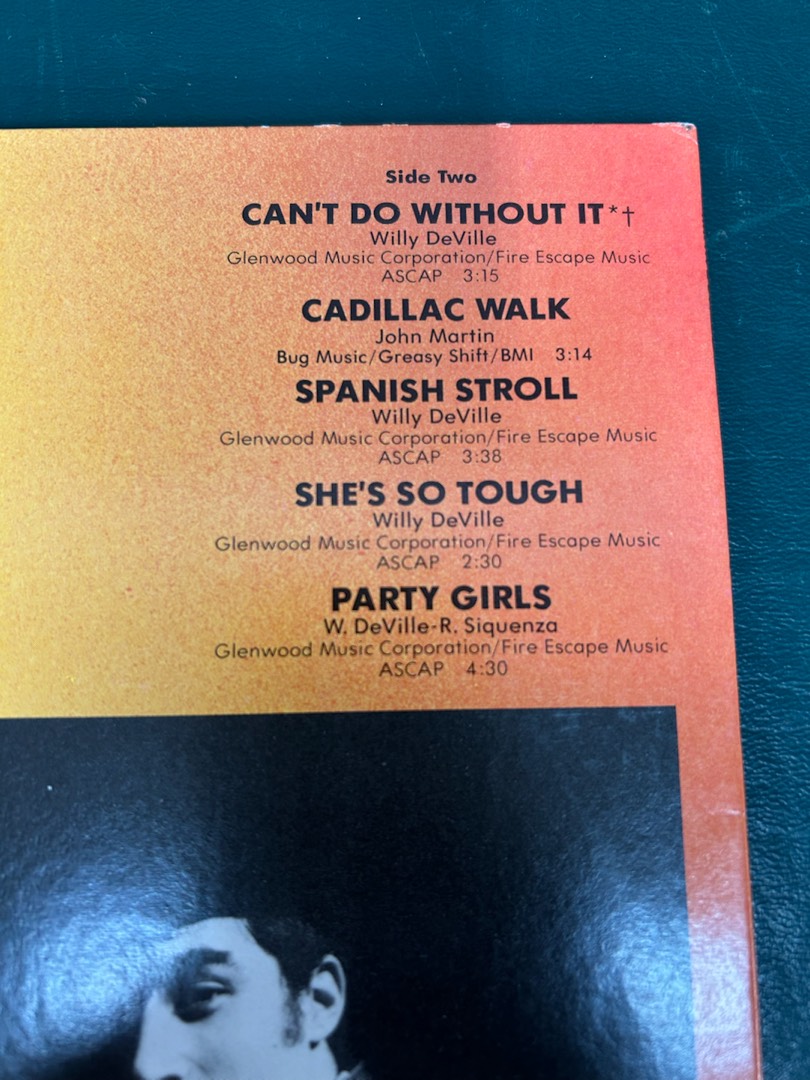 Side Two
CAN'T DO WITHOUT IT*†
Willy DeVille
Glenwood Music Corporation/Fire Escape Music
ASCAP 3:15
CADILLAC WALK
John Martin
Bug Music/Greasy Shift/BMI 3:14
SPANISH STROLL
Willy DeVille
Glenwood Music Corporation/Fire Escape Music
ASCAP 3:38
SHE'S SO TOUGH
Willy DeVille
Glenwood Music Corporation/Fire Escape Music
ASCAP 2:30
PARTY GIRLS
W. DeVille-R. Siquenza
Glenwood Music Corporation/Fire Escape Music
ASCAP 4:30